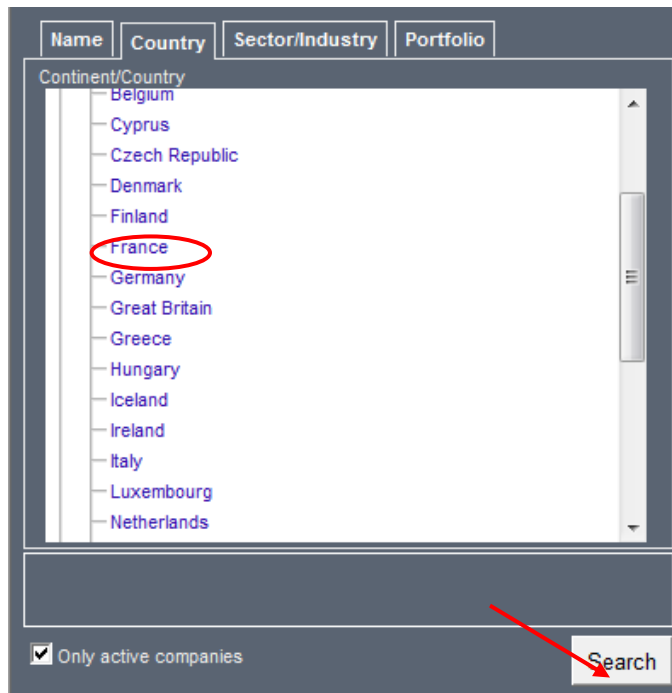 Name Country Sector/Industry Portfolio
Continent/Country
Belgium
Cyprus
Czech Republic
Denmark
Finland
France
Germany
Great Britain
Greece
Hungary
Iceland
Ireland
Italy
Luxembourg
Netherlands
Only active companies
Search